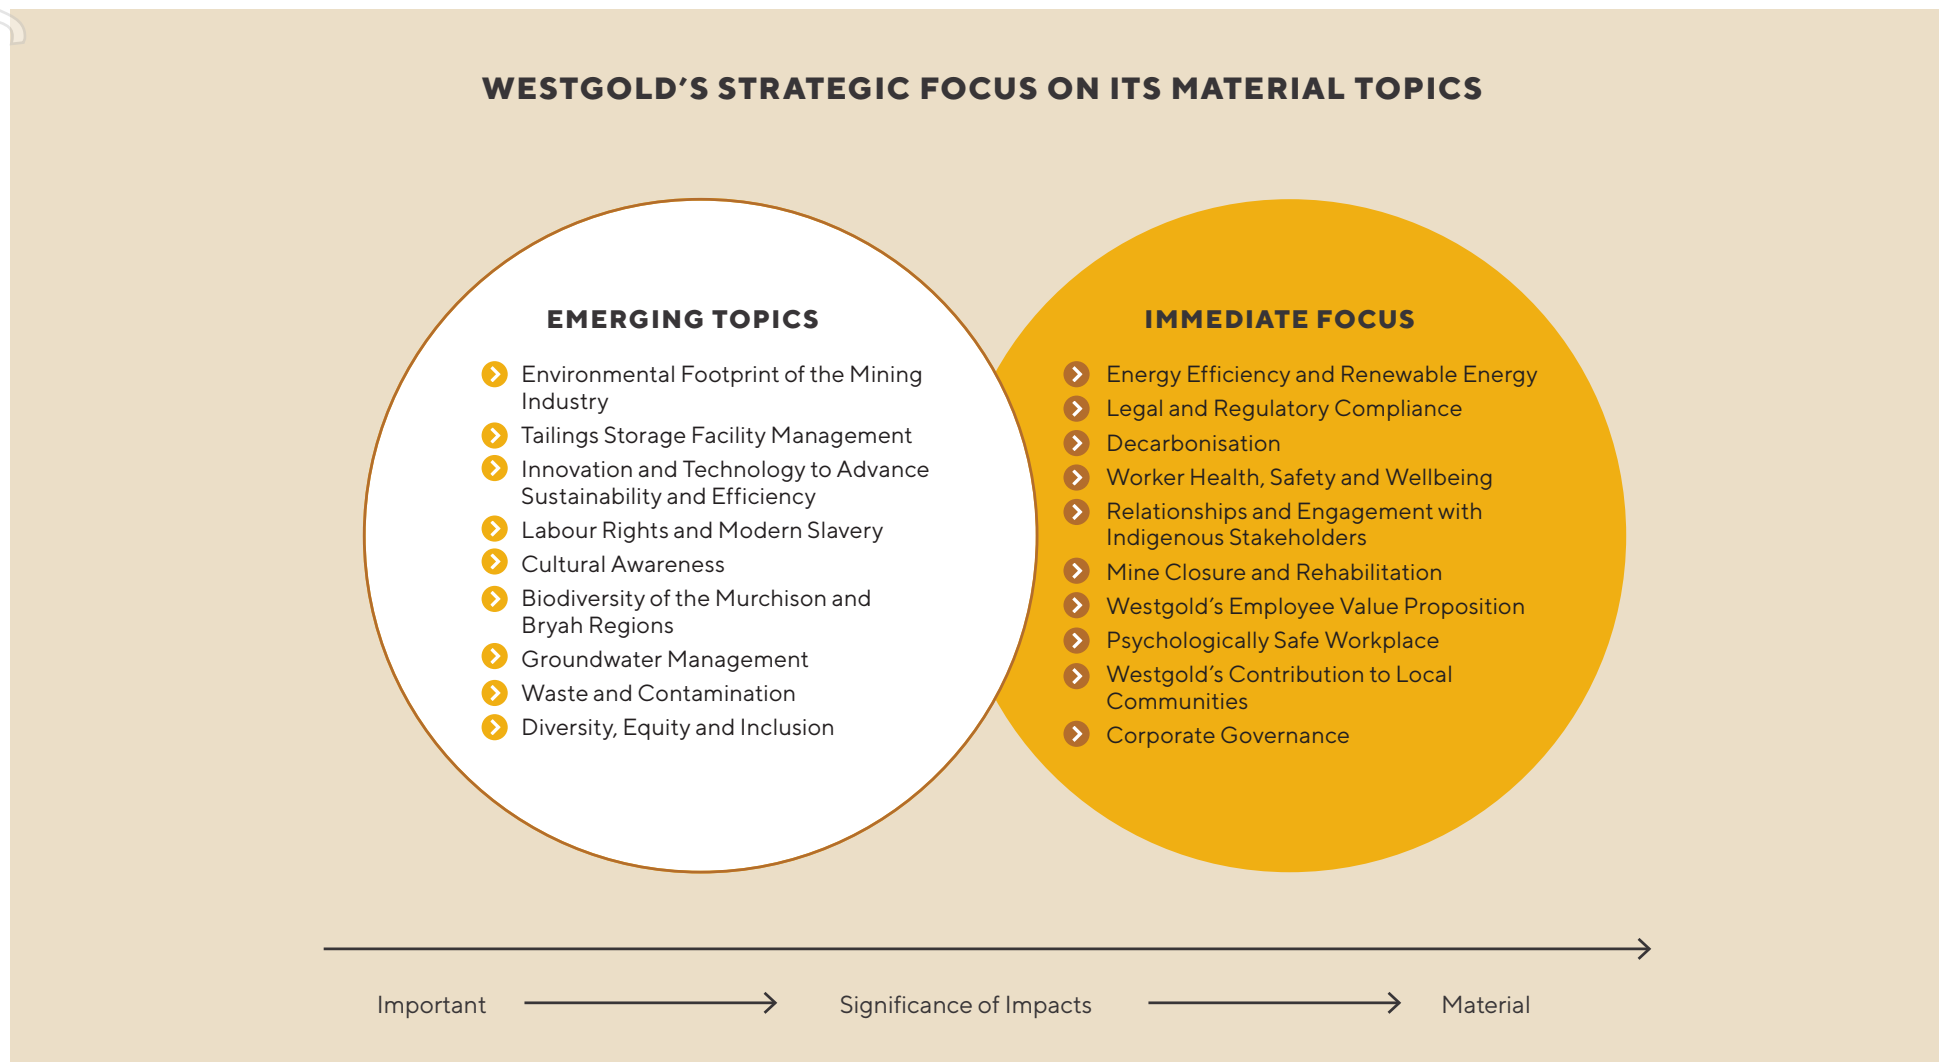 WESTGOLD’S STRATEGIC FOCUS ON ITS MATERIAL TOPICS
EMERGING TOPICS
Environmental Footprint of the Mining
Industry
Tailings Storage Facility Management
Innovation and Technology to Advance
Sustainability and Efficiency
Labour Rights and Modern Slavery
Cultural Awareness
Biodiversity of the Murchison and
Bryah Regions
Groundwater Management
Waste and Contamination
Diversity, Equity and Inclusion
IMMEDIATE FOCUS
Energy Efficiency and Renewable Energy
Legal and Regulatory Compliance
Decarbonisation
Worker Health, Safety and Wellbeing
Relationships and Engagement with
Indigenous Stakeholders
Mine Closure and Rehabilitation
Westgold’s Employee Value Proposition
Psychologically Safe Workplace
Westgold’s Contribution to Local
Communities
Corporate Governance
Important
Significance of Impacts
Material